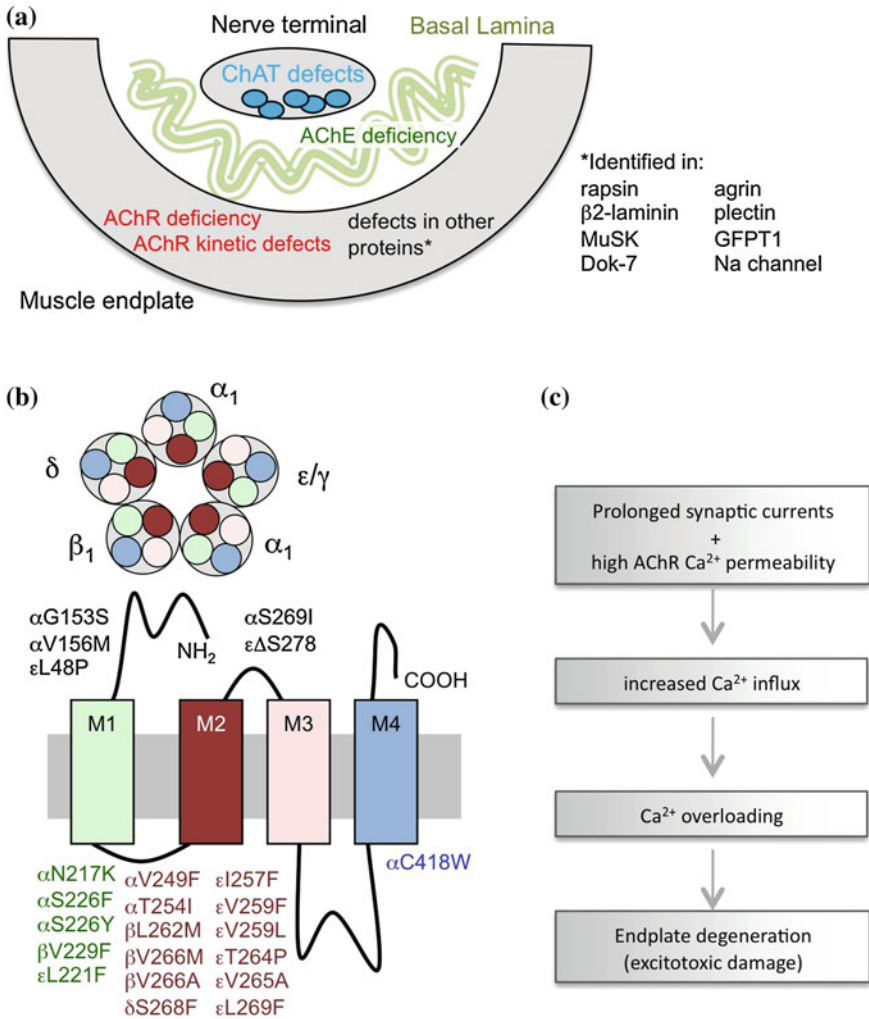 (a)
Nerve terminal
Basal Lamina
ChAT defects
AChE deficiency
AChR deficiency
AChR kinetic defects
defects in other
proteins*
Muscle endplate
*Identified in:
rapsin agrin
β2-laminin plectin
MuSK GFPT1
Dok-7 Na channel
(b)
α₁
δ
ε/γ
β₁
α₁
αG153S
αV156M
εL48P
NH₂
αS269I
εΔS278
COOH
M1
M2
M3
M4
αN217K
αS226F
αS226Y
βV229F
εL221F
αV249F εI257F
αT254I εV259F
βL262M εV259L
βV266M εT264P
βV266A εV265A
δS268F εL269F
αC418W
(c)
Prolonged synaptic currents
+
high AChR Ca²⁺ permeability
increased Ca²⁺ influx
Ca²⁺ overloading
Endplate degeneration
(excitotoxic damage)